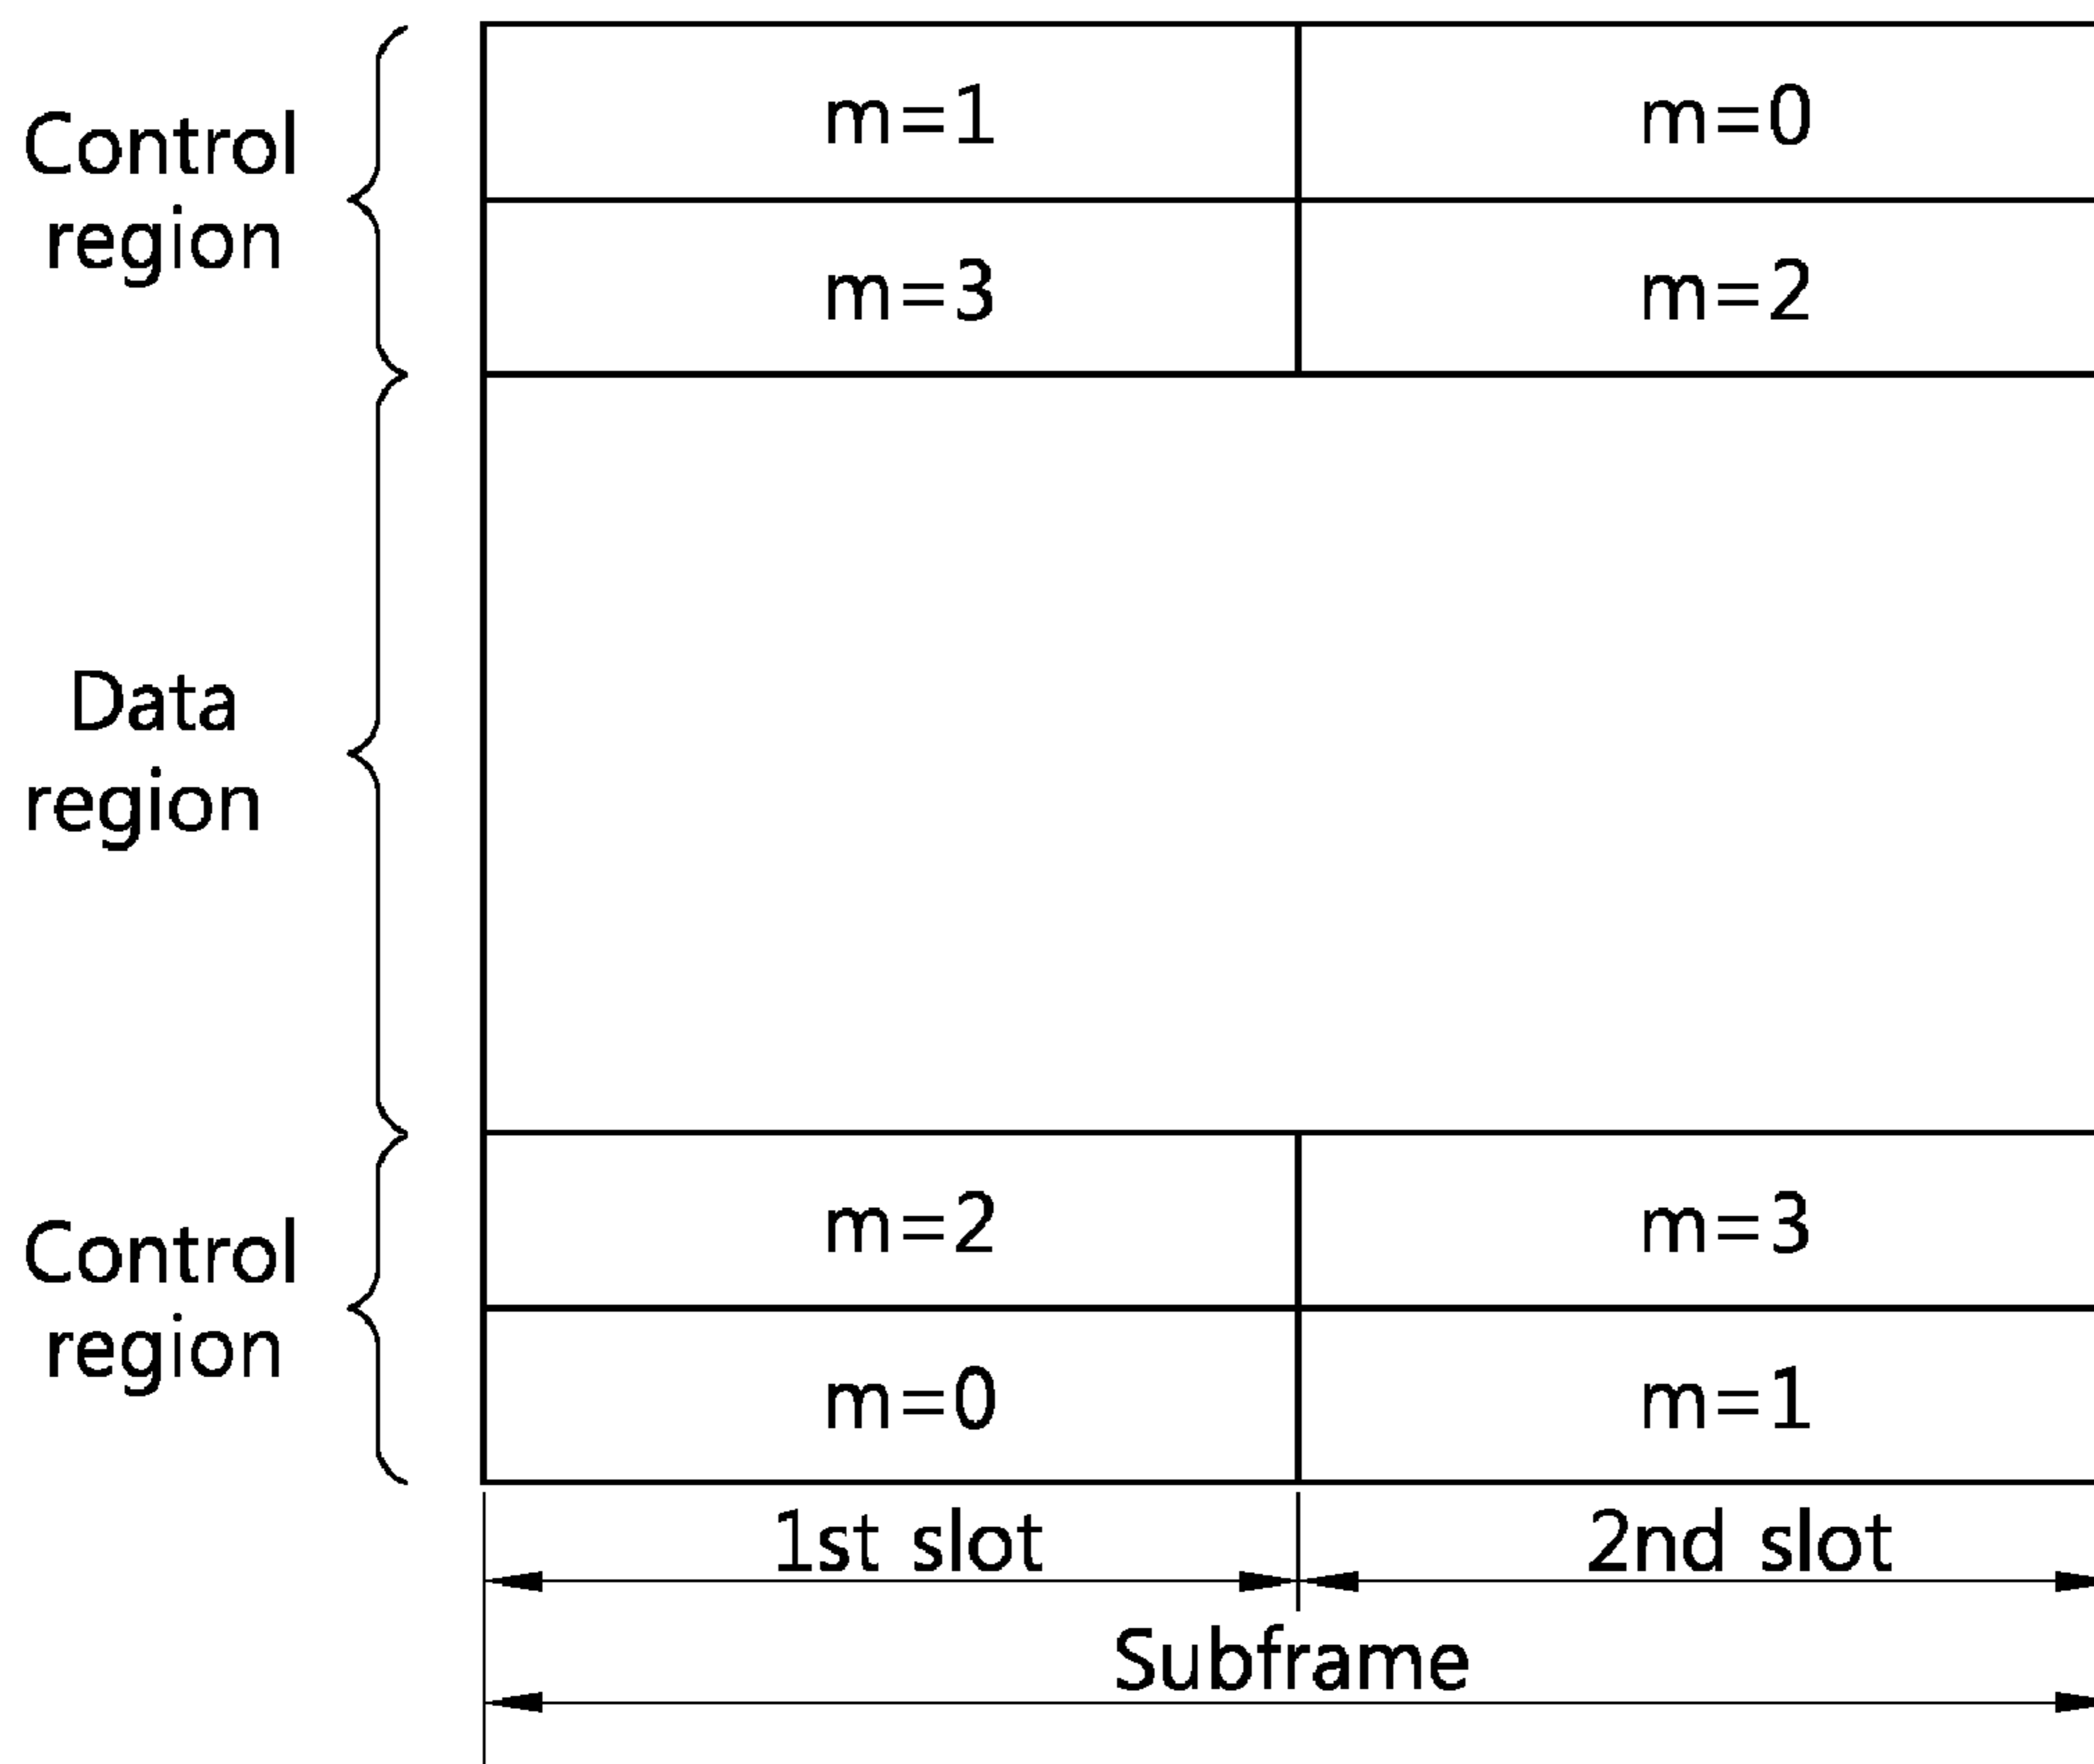 m=1 m=0
Control
region
m=3 m=2
Data
region
m=2 m=3
Control
region
m=0 m=1
1st slot 2nd slot
Subframe